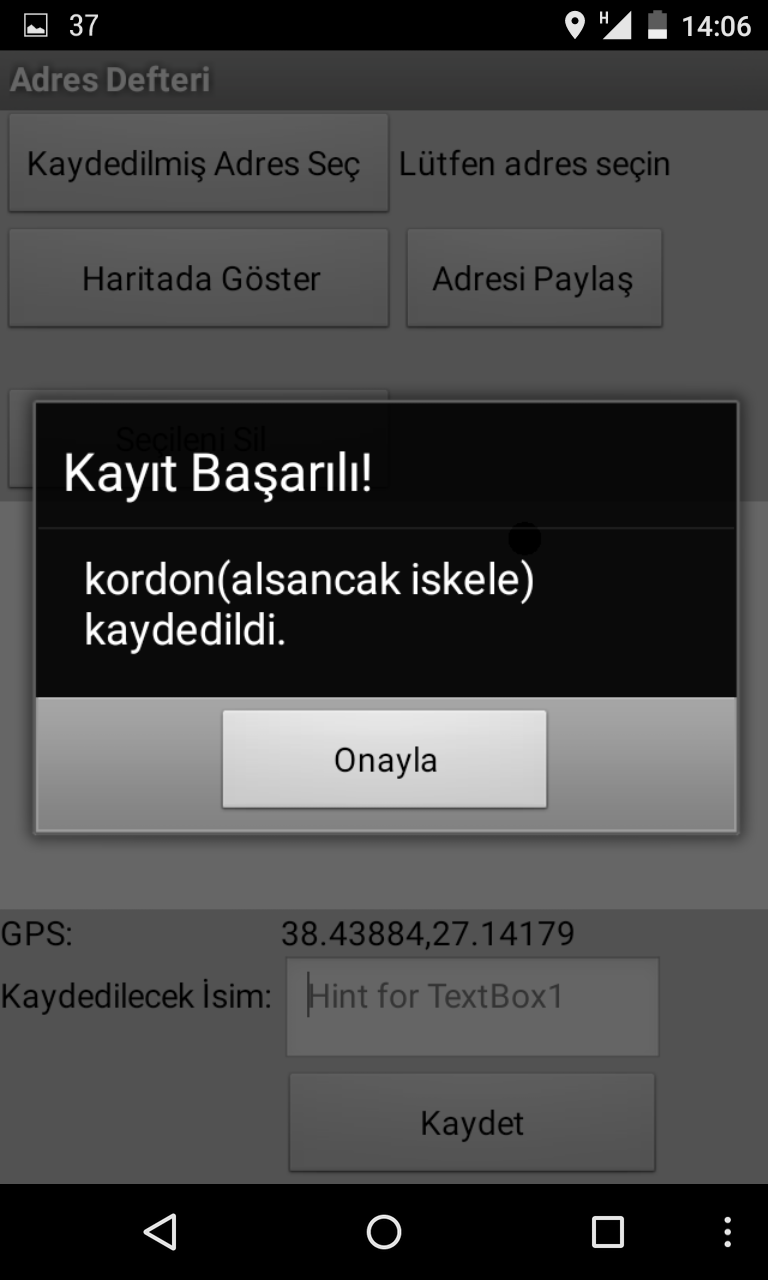 37 H 14:06
Adres Defteri
Kaydedilmiş Adres Seç Lütfen adres seçin
Haritada Göster Adresi Paylaş
Seçileni Sil
Kayıt Başarılı!
kordon(alsancak iskele)
kaydedildi.
Onayla
GPS: 38.43884,27.14179
Kaydedilecek İsim: Hint for TextBox1
Kaydet